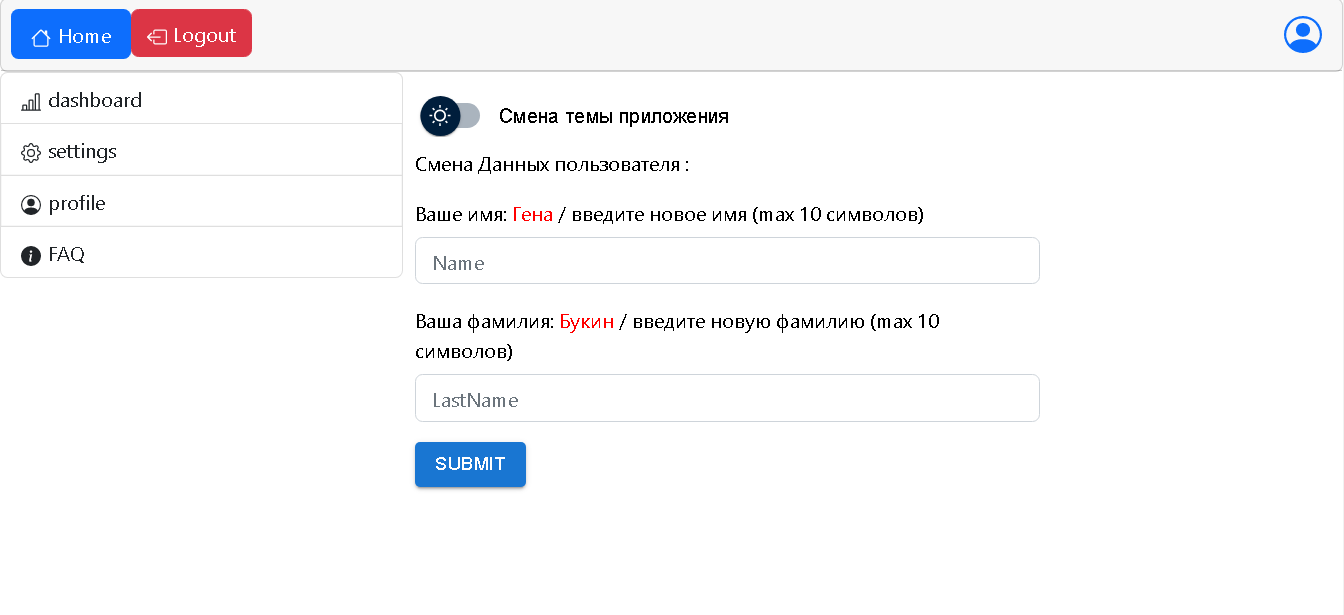 Home Logout
dashboard
settings
profile
FAQ
Смена темы приложения
Смена Данных пользователя :
Ваше имя: Гена / введите новое имя (max 10 символов)
Name
Ваша фамилия: Букин / введите новую фамилию (max 10
символов)
LastName
SUBMIT